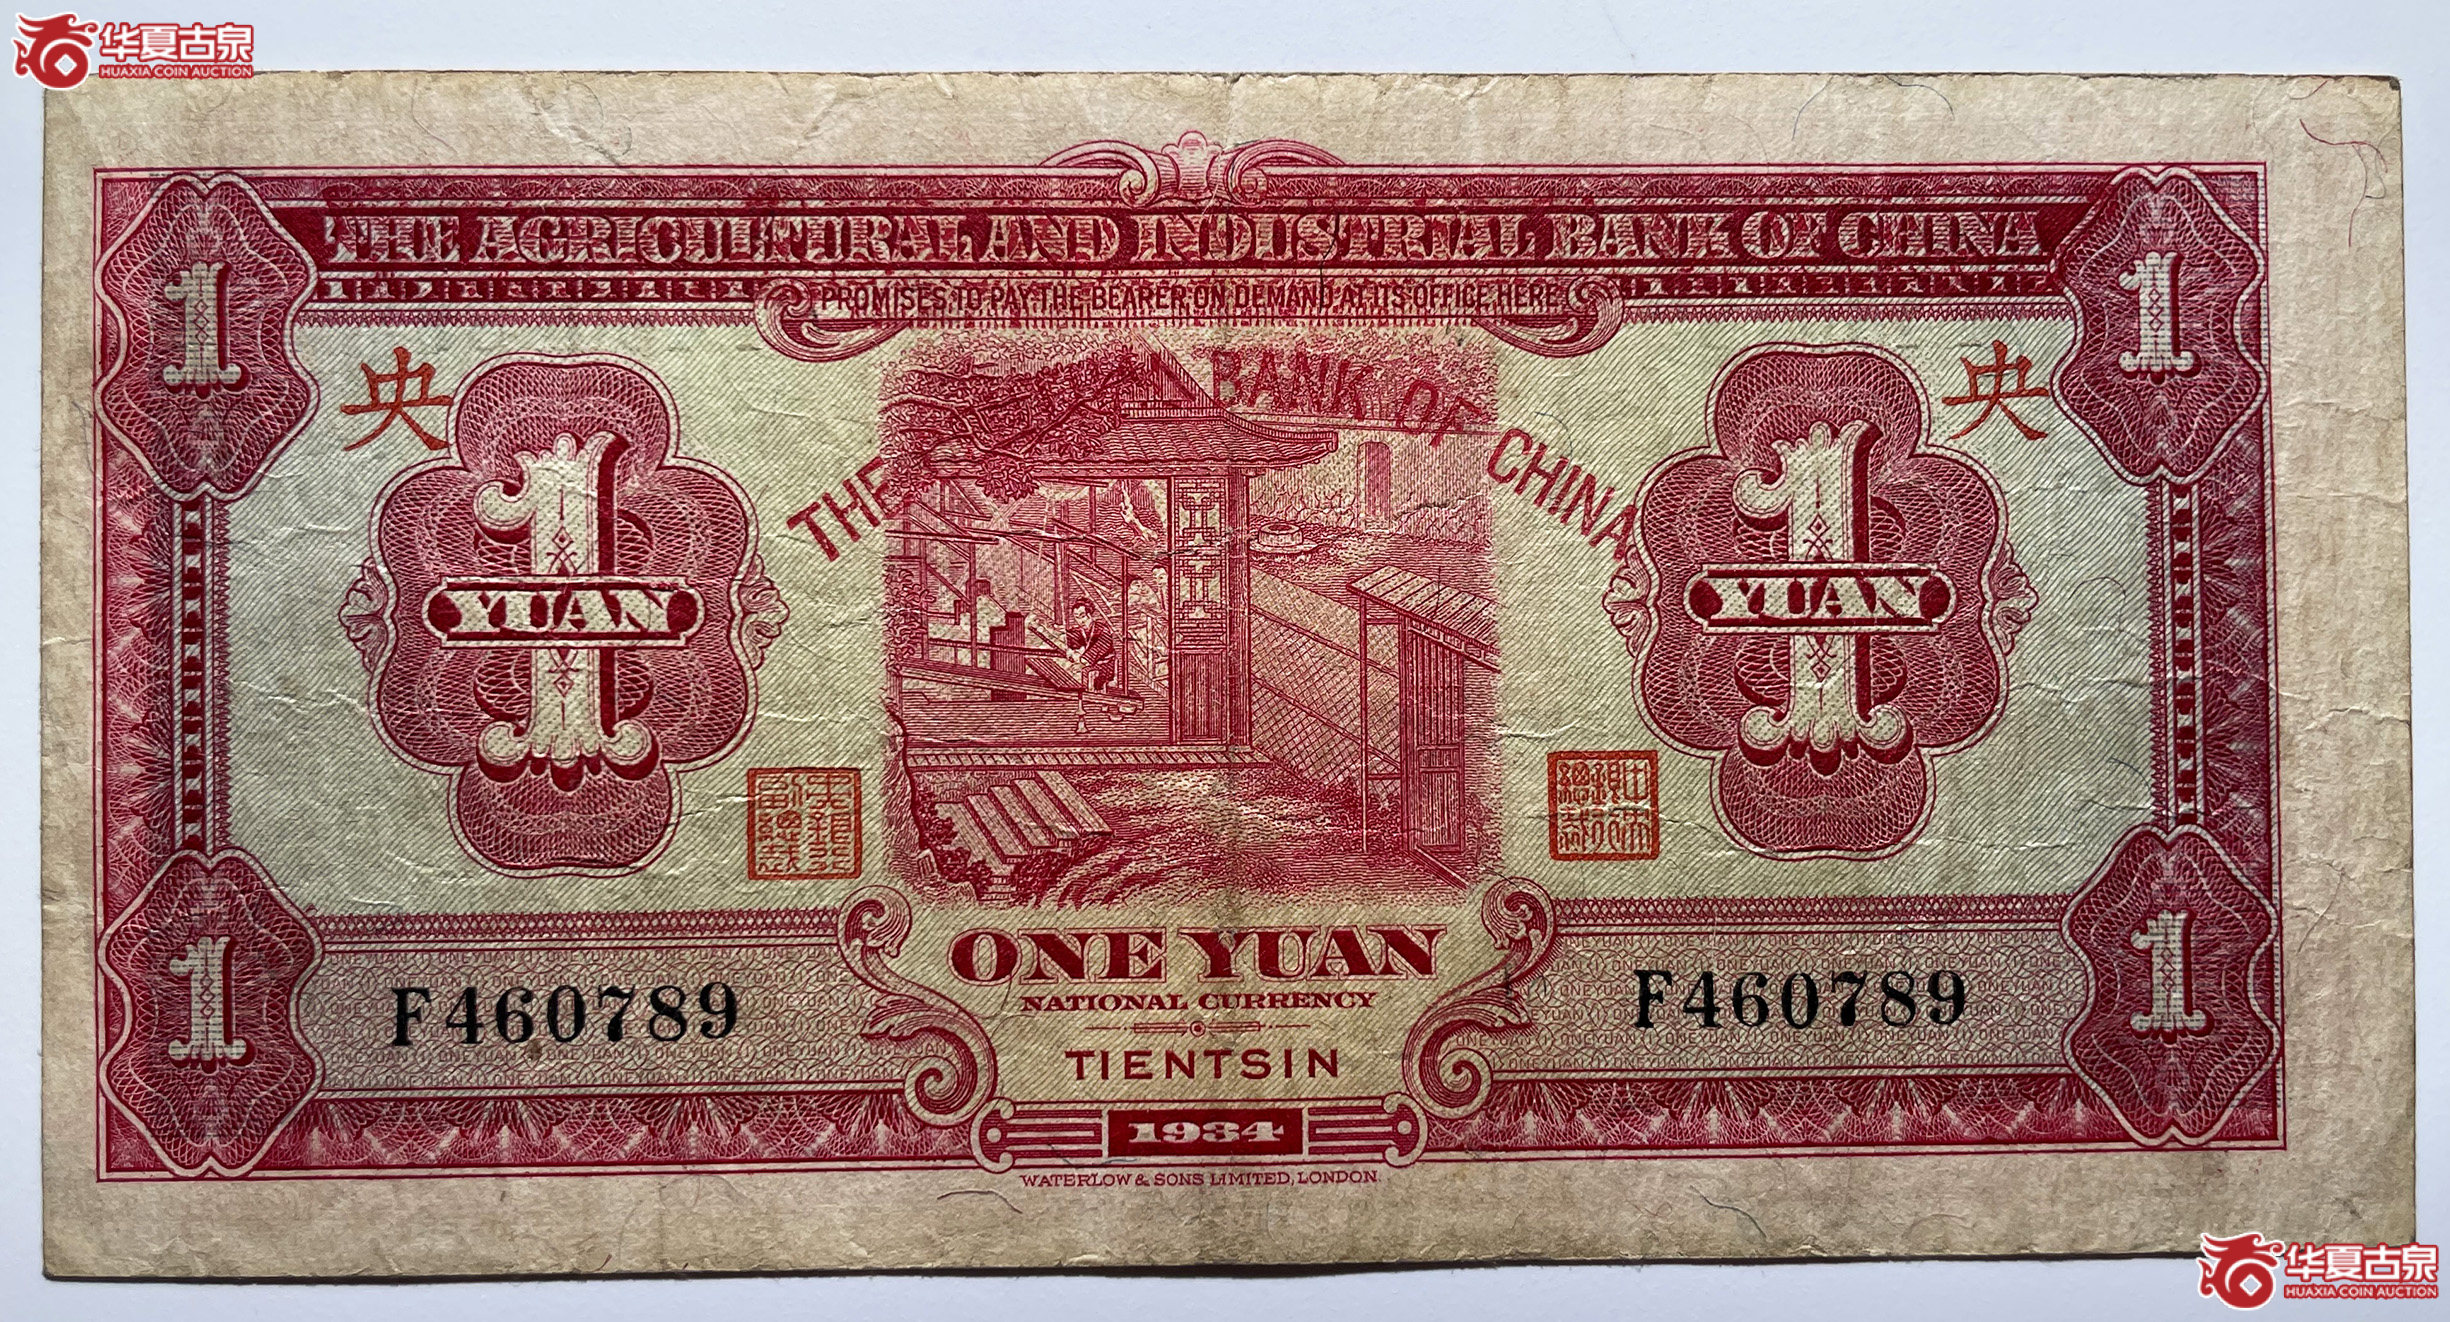 华夏古泉
HUAXIA COIN AUCTION
1
1
THE AGRICULTURAL AND INDUSTRIAL BANK OF CHINA
PROMISES TO PAY THE BEARER ON DEMAND AT ITS OFFICE HERE
央
央
THE BANK OF CHINA
1
YUAN
1
YUAN
ONE YUAN
NATIONAL CURRENCY
F460789
F460789
TIENTSIN
1
1
1934
WATERLOW & SONS LIMITED, LONDON.
华夏古泉
HUAXIA COIN AUCTION